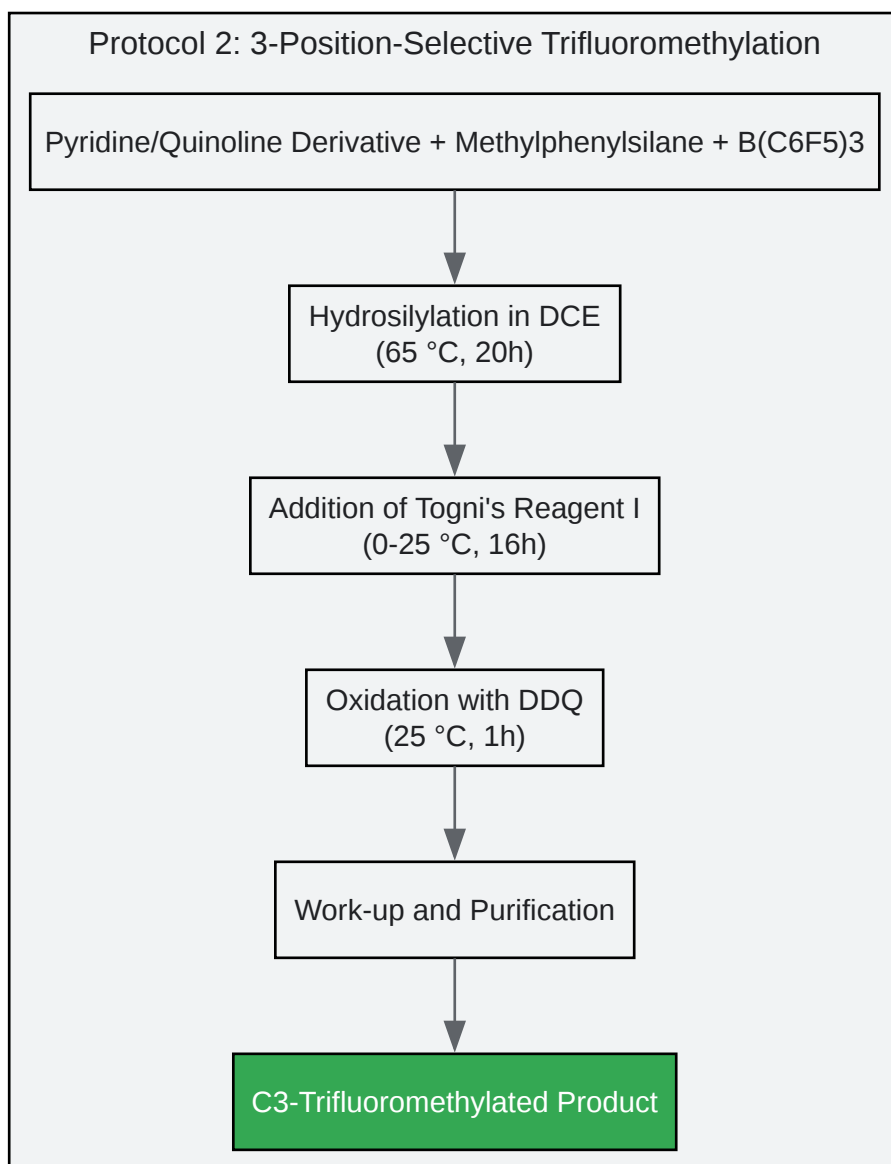 Protocol 2: 3-Position-Selective Trifluoromethylation
Pyridine/Quinoline Derivative + Methylphenylsilane + B(C6F5)3
Hydrosilylation in DCE
(65 °C, 20h)
Addition of Togni's Reagent I
(0-25 °C, 16h)
Oxidation with DDQ
(25 °C, 1h)
Work-up and Purification
C3-Trifluoromethylated Product